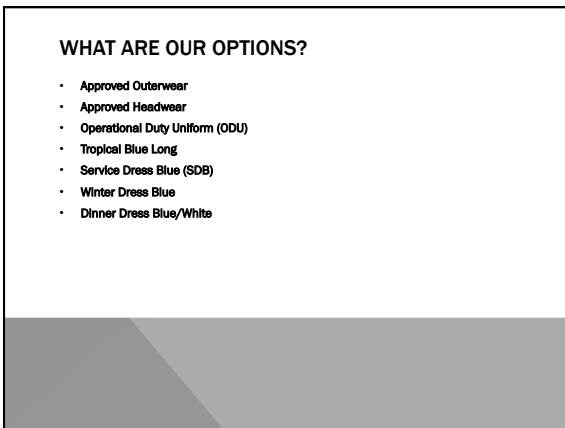 WHAT ARE OUR OPTIONS?
• Approved Outerwear
• Approved Headwear
• Operational Duty Uniform (ODU)
• Tropical Blue Long
• Service Dress Blue (SDB)
• Winter Dress Blue
• Dinner Dress Blue/White